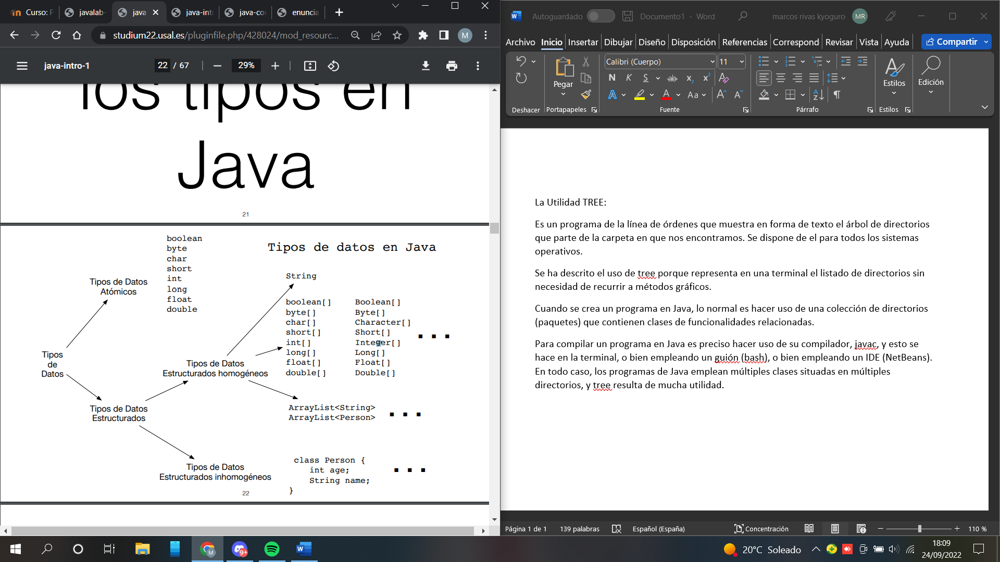 Curso: P
javalab-
java
java-intr
java-cor
enuncia
studium22.usal.es/pluginfile.php/428024/mod_resourc...
M
java-intro-1
22 / 67
29%
los tipos en
Java
21
Tipos de datos en Java
boolean
byte
char
short
int
long
float
double
Tipos de Datos
Atómicos
String
boolean[] Boolean[]
byte[] Byte[]
char[] Character[]
short[] Short[]
int[] Integer[]
long[] Long[]
float[] Float[]
double[] Double[]
...
Tipos
de
Datos
Tipos de Datos
Estructurados homogéneos
Tipos de Datos
Estructurados
ArrayList<String>
ArrayList<Person>
...
Tipos de Datos
Estructurados inhomogéneos
class Person {
int age;
String name;
}
...
22
Autoguardado
Documento1 - Word
marcos rivas kyoguro
MR
Archivo Inicio Insertar Dibujar Diseño Disposición Referencias Correspond Revisar Vista Ayuda
Compartir
Deshacer
Pegar
Portapapeles
Calibri (Cuerpo) 11
N K S ab x2 x2 A
A A Aa A A
Fuente
Párrafo
Estilos
Estilos
Edición
La Utilidad TREE:
Es un programa de la línea de órdenes que muestra en forma de texto el árbol de directorios
que parte de la carpeta en que nos encontramos. Se dispone de el para todos los sistemas
operativos.
Se ha descrito el uso de tree porque representa en una terminal el listado de directorios sin
necesidad de recurrir a métodos gráficos.
Cuando se crea un programa en Java, lo normal es hacer uso de una colección de directorios
(paquetes) que contienen clases de funcionalidades relacionadas.
Para compilar un programa en Java es preciso hacer uso de su compilador, javac, y esto se
hace en la terminal, o bien empleando un guión (bash), o bien empleando un IDE (NetBeans).
En todo caso, los programas de Java emplean múltiples clases situadas en múltiples
directorios, y tree resulta de mucha utilidad.
Página 1 de 1
139 palabras
Español (España)
Concentración
110 %
M
9+
20°C Soleado
18:09
24/09/2022